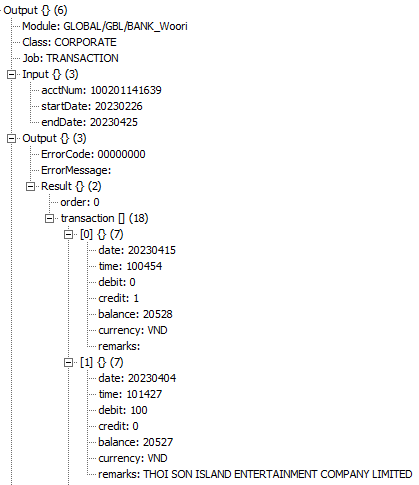 Output {} (6)
Module: GLOBAL/GBL/BANK_Woori
Class: CORPORATE
Job: TRANSACTION
Input {} (3)
acctNum: 100201141639
startDate: 20230226
endDate: 20230425
Output {} (3)
ErrorCode: 00000000
ErrorMessage:
Result {} (2)
order: 0
transaction [] (18)
[0] {} (7)
date: 20230415
time: 100454
debit: 0
credit: 1
balance: 20528
currency: VND
remarks:
[1] {} (7)
date: 20230404
time: 101427
debit: 100
credit: 0
balance: 20527
currency: VND
remarks: THOI SON ISLAND ENTERTAINMENT COMPANY LIMITED